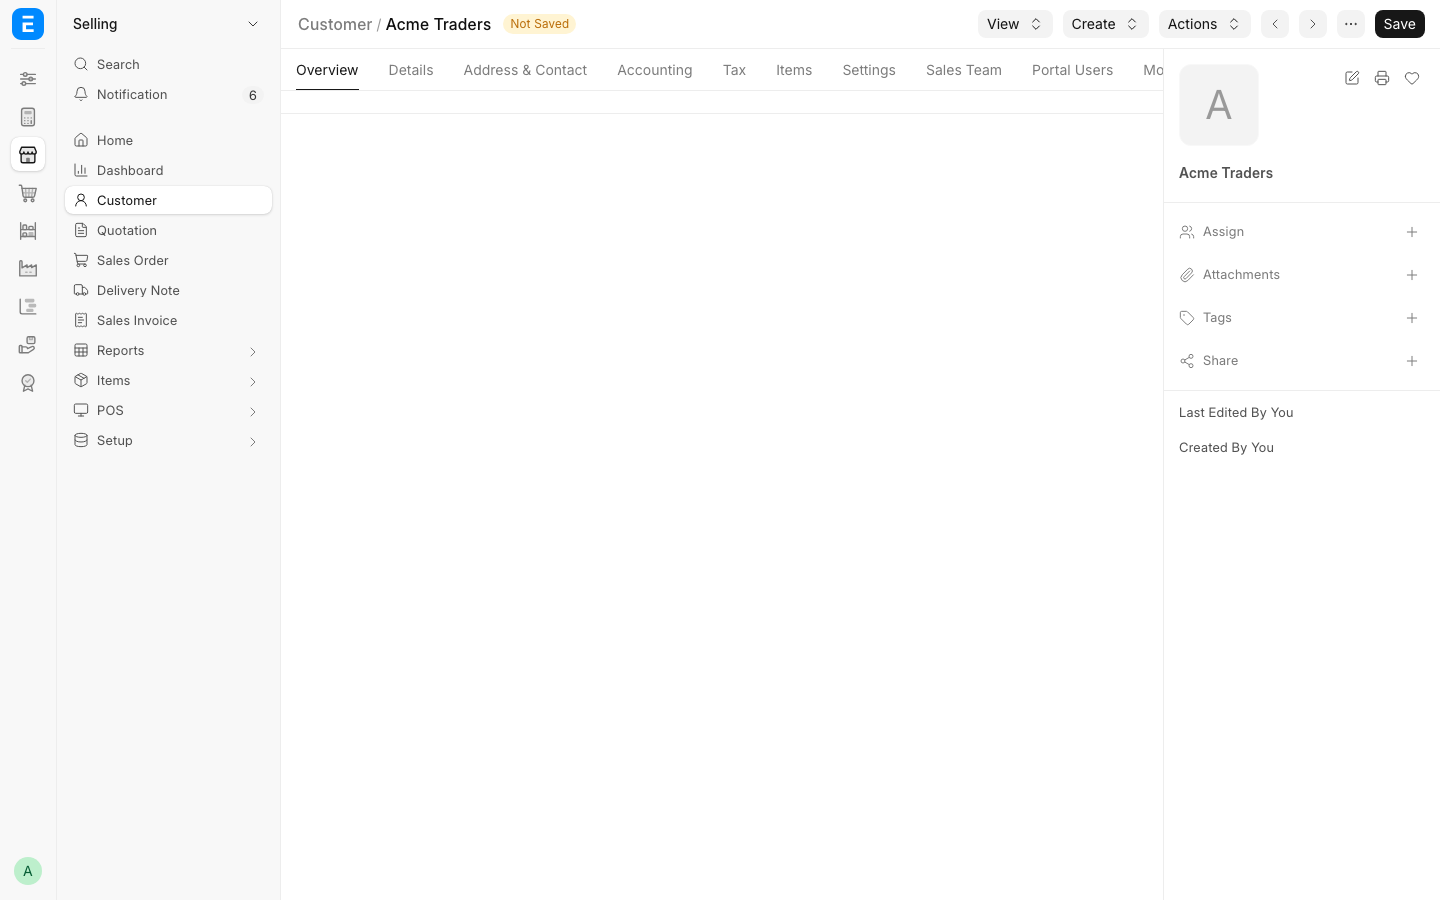 Selling
Search
Notification 6
Home
Dashboard
Customer
Quotation
Sales Order
Delivery Note
Sales Invoice
Reports
Items
POS
Setup
A
Customer / Acme Traders Not Saved
View Create Actions ... Save
Overview Details Address & Contact Accounting Tax Items Settings Sales Team Portal Users Mo
A
Acme Traders
Assign
Attachments
Tags
Share
Last Edited By You
Created By You